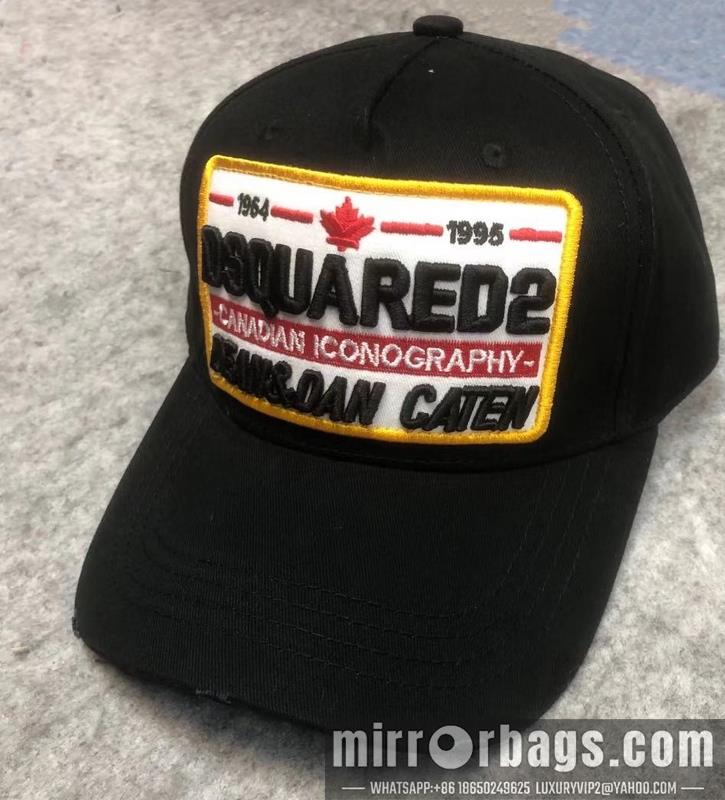 1964 1995
DSQUARED2
-CANADIAN ICONOGRAPHY-
DEAN&DAN CATEN
mirrorbags.com
WHATSAPP:+86 18650249625 LUXURYVIP2@YAHOO.COM